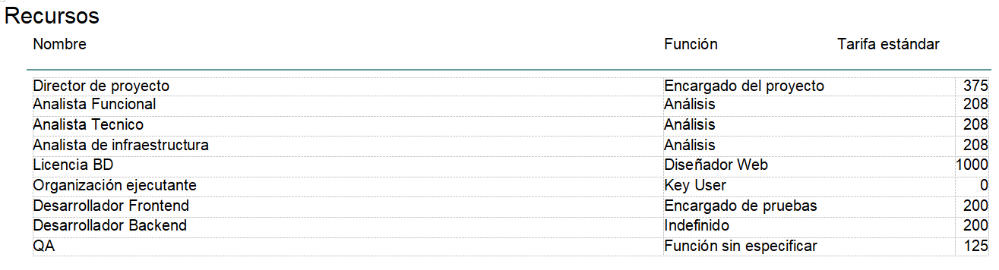 Recursos
Nombre Función Tarifa estándar
Director de proyecto Encargado del proyecto 375
Analista Funcional Análisis 208
Analista Tecnico Análisis 208
Analista de infraestructura Análisis 208
Licencia BD Diseñador Web 1000
Organización ejecutante Key User 0
Desarrollador Frontend Encargado de pruebas 200
Desarrollador Backend Indefinido 200
QA Función sin especificar 125